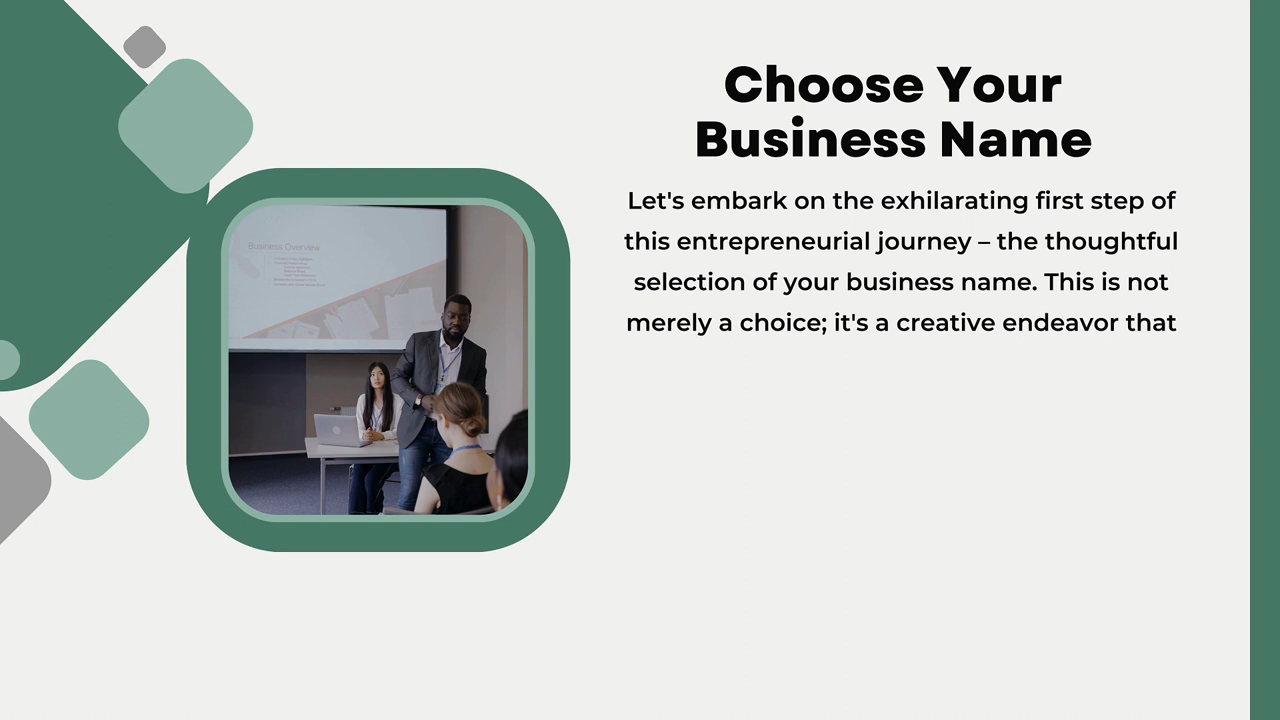 Choose Your
Business Name
Let's embark on the exhilarating first step of
this entrepreneurial journey – the thoughtful
selection of your business name. This is not
merely a choice; it's a creative endeavor that
Business Overview